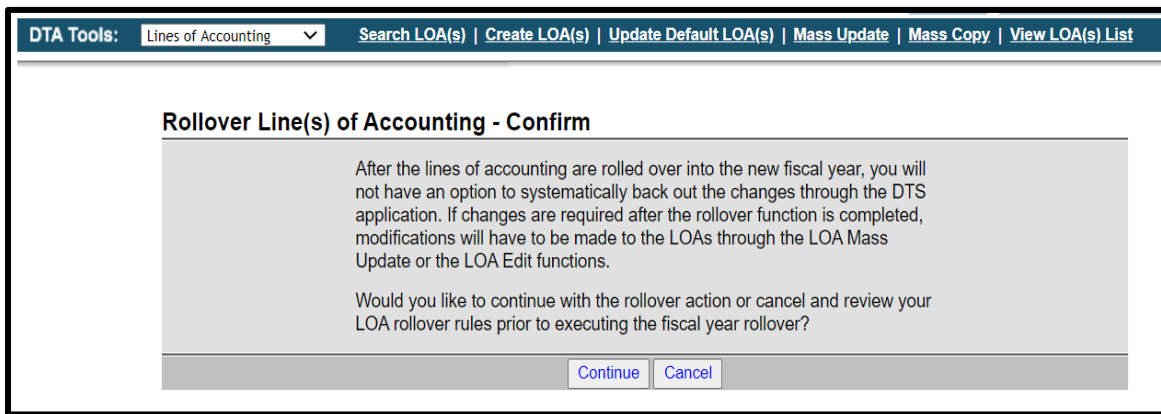 DTA Tools: Lines of Accounting Search LOA(s) | Create LOA(s) | Update Default LOA(s) | Mass Update | Mass Copy | View LOA(s) List
Rollover Line(s) of Accounting - Confirm
After the lines of accounting are rolled over into the new fiscal year, you will
not have an option to systematically back out the changes through the DTS
application. If changes are required after the rollover function is completed,
modifications will have to be made to the LOAs through the LOA Mass
Update or the LOA Edit functions.
Would you like to continue with the rollover action or cancel and review your
LOA rollover rules prior to executing the fiscal year rollover?
Continue Cancel